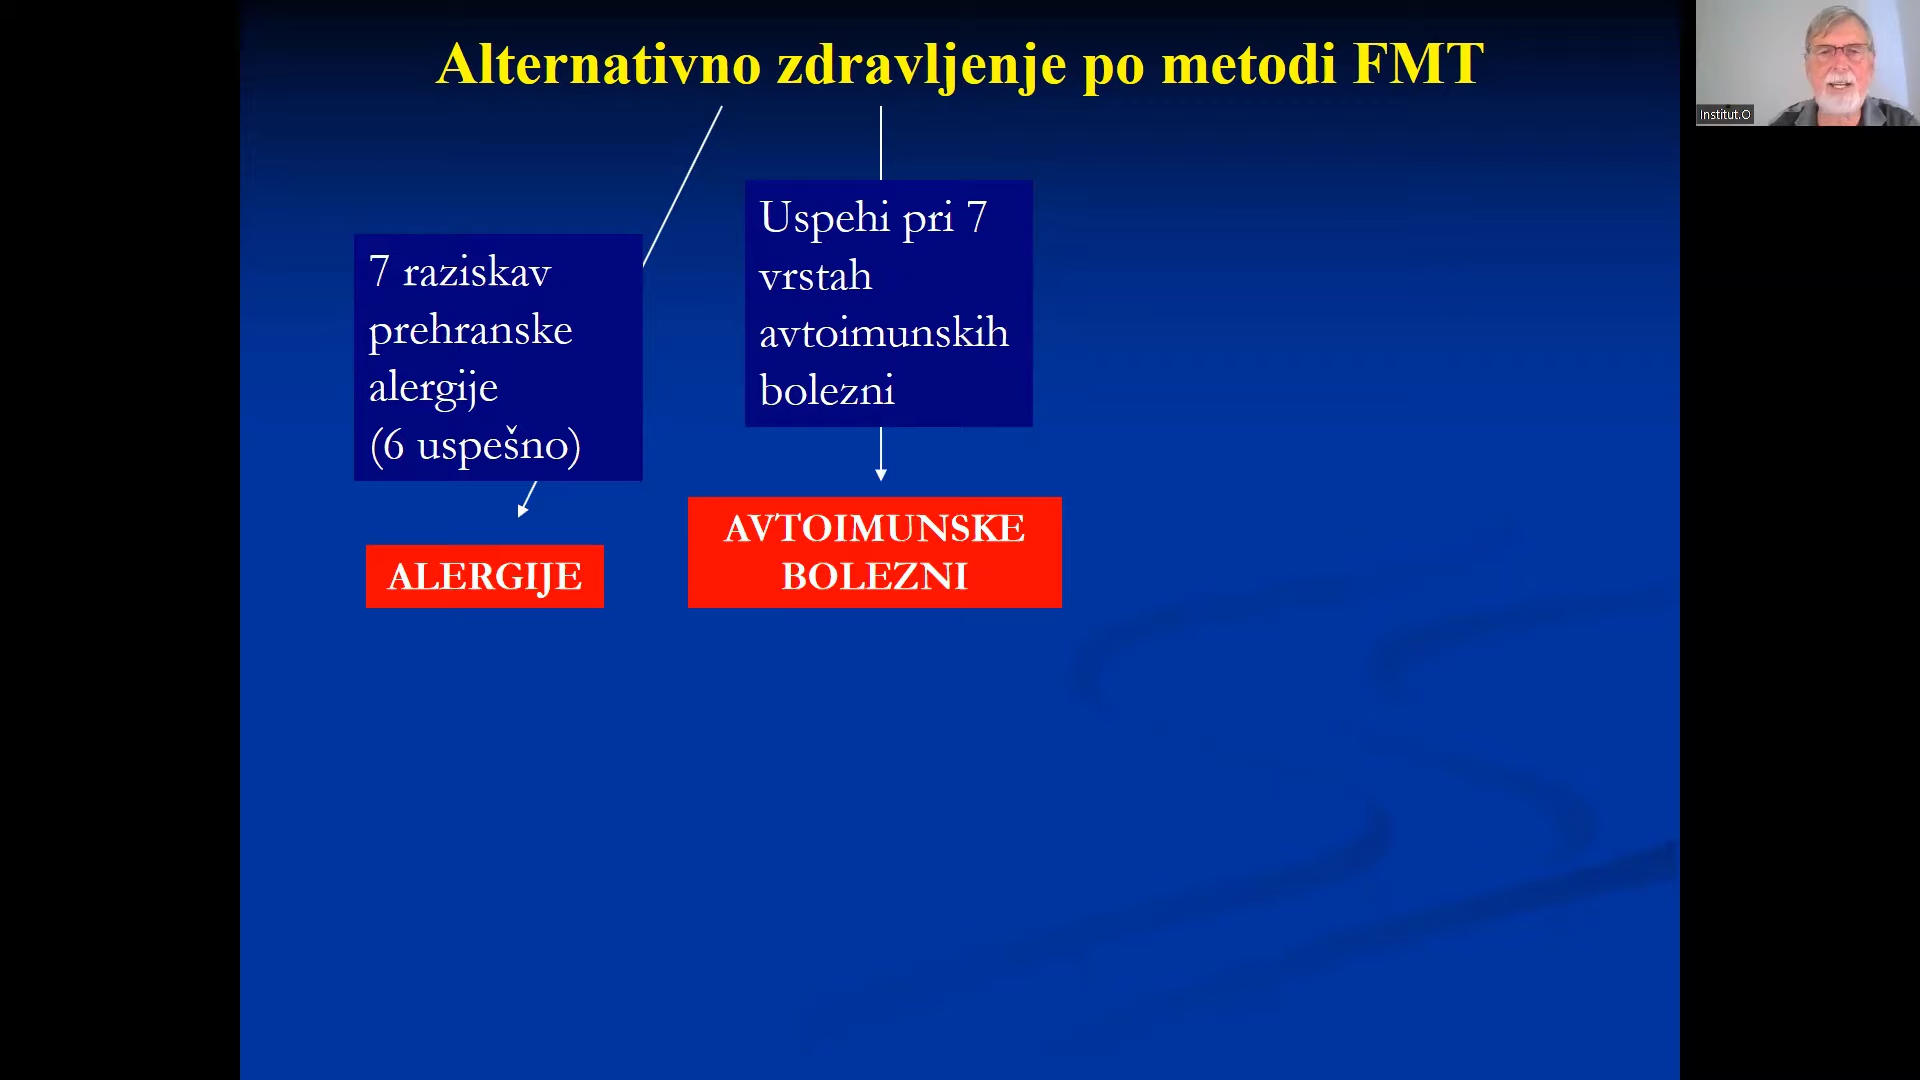 Alternativno zdravljenje po metodi FMT
7 raziskav
prehranske
alergije
(6 uspešno)
ALERGIJE
Uspehi pri 7
vrstah
avtoimunskih
bolezni
AVTOIMUNSKE
BOLEZNI
Institut.O